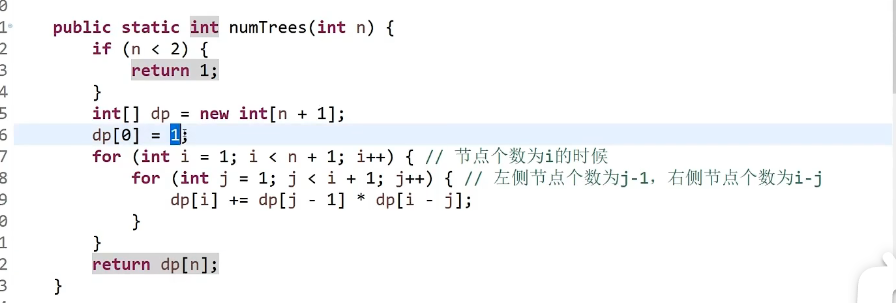 0
1 public static int numTrees(int n) {
2 if (n < 2) {
3 return 1;
4 }
5 int[] dp = new int[n + 1];
6 dp[0] = 1;
7 for (int i = 1; i < n + 1; i++) { // 节点个数为i的时候
8 for (int j = 1; j < i + 1; j++) { // 左侧节点个数为j-1，右侧节点个数为i-j
9 dp[i] += dp[j - 1] * dp[i - j];
0 }
1 }
2 return dp[n];
3 }